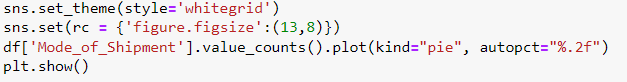 sns.set_theme(style='whitegrid')
sns.set(rc = {'figure.figsize':(13,8)})
df['Mode_of_Shipment'].value_counts().plot(kind="pie", autopct="%.2f")
plt.show()